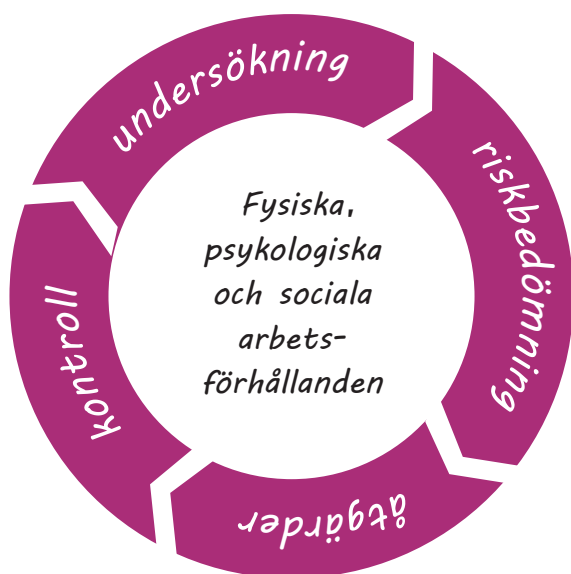 undersökning
riskbedömning
åtgärder
kontroll
Fysiska,
psykologiska
och sociala
arbets-
förhållanden